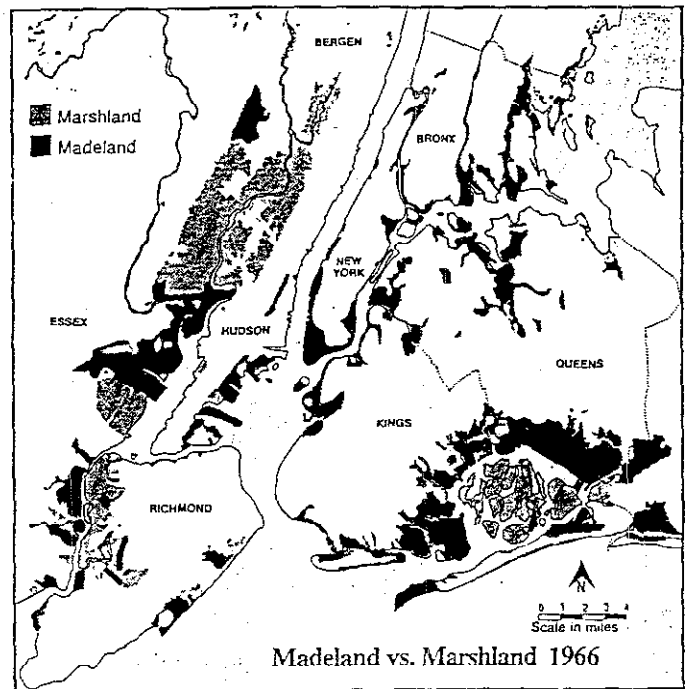 BERGEN
Marshland
Madeland
BRONX
NEW
YORK
ESSEX
HUDSON
QUEENS
KINGS
RICHMOND
N
0 1 2 3 4
Scale in miles
Madeland vs. Marshland 1966